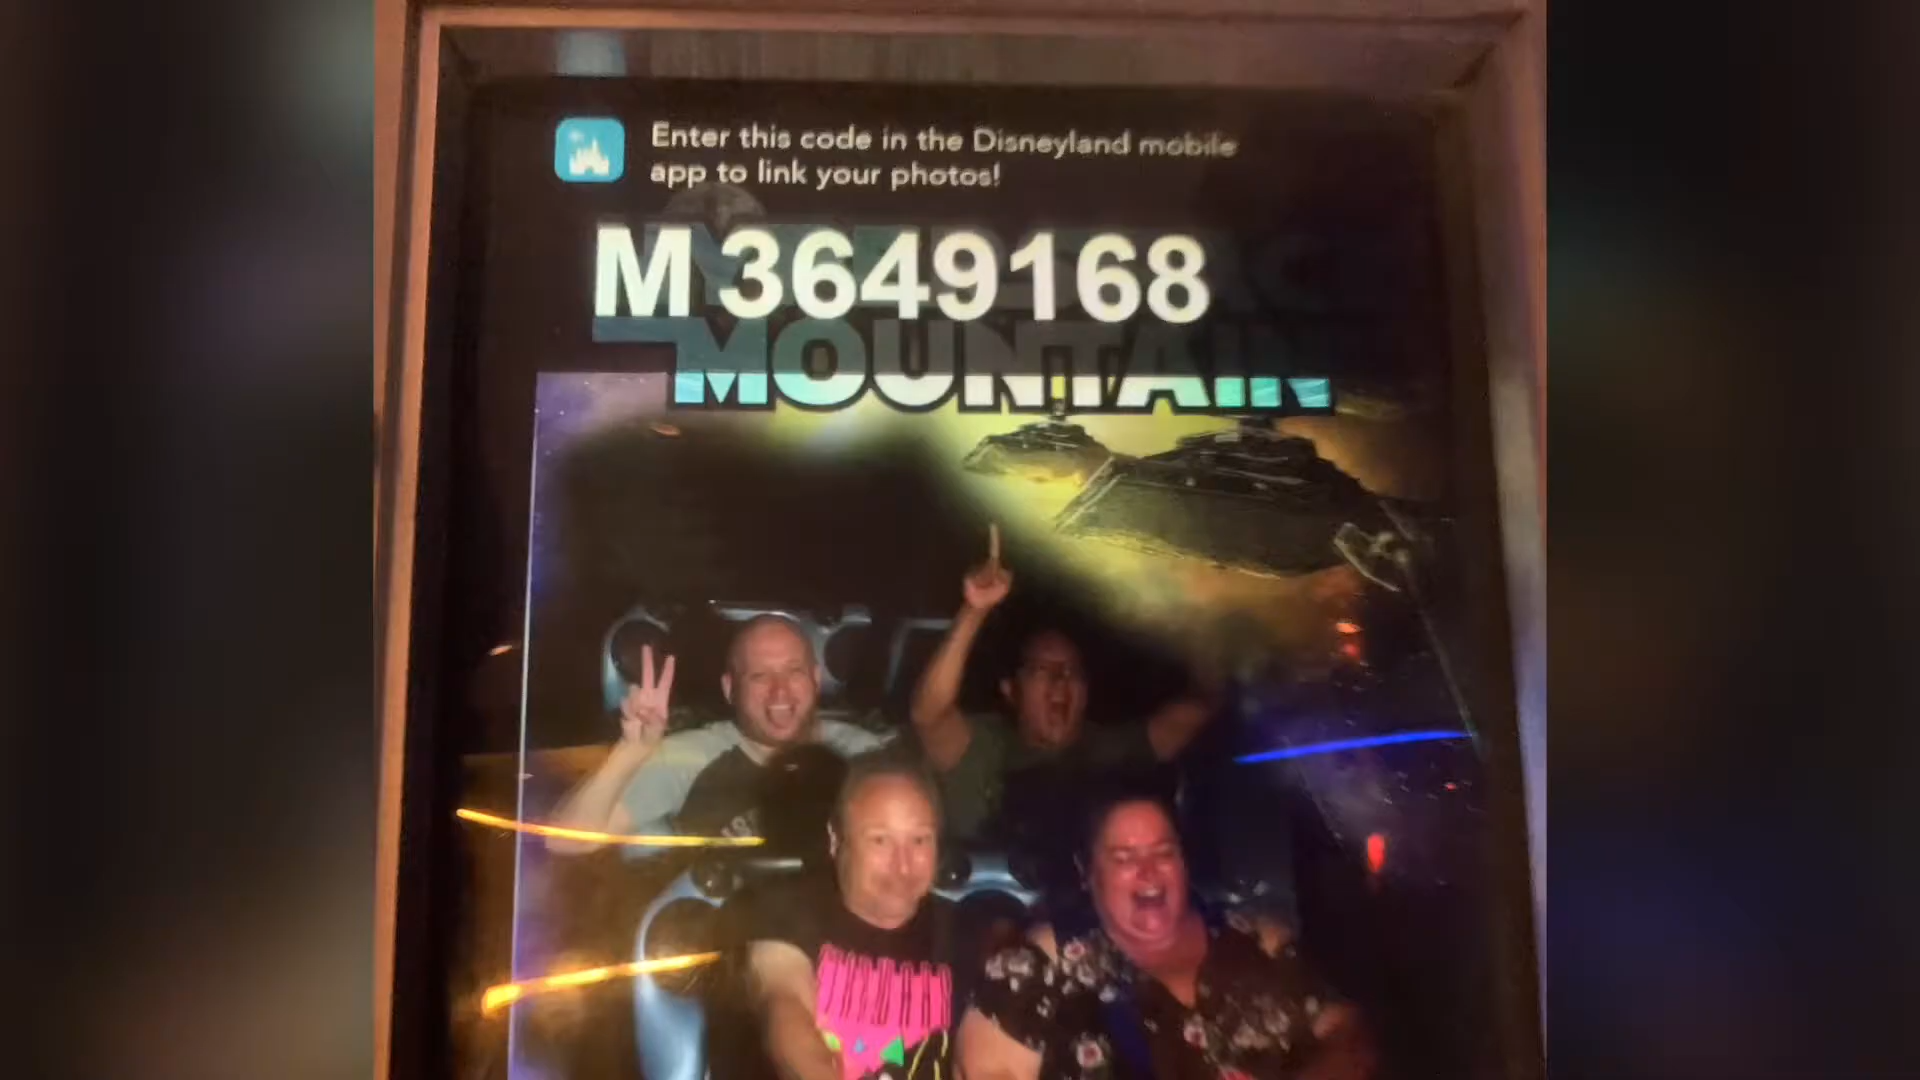 Enter this code in the Disneyland mobile
app to link your photos!
M 3649168
MOUNTAIN